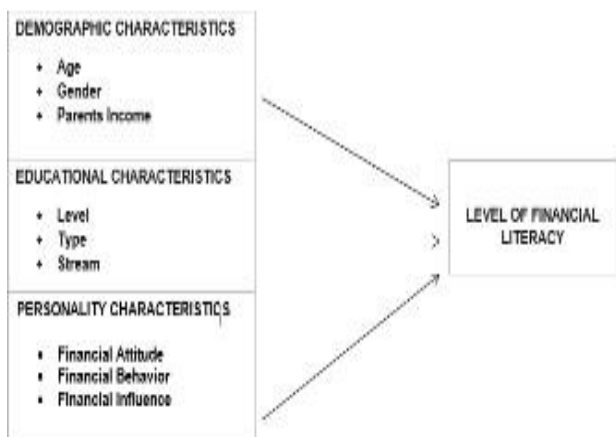 DEMOGRAPHIC CHARACTERISTICS
+ Age
+ Gender
+ Parents Income
EDUCATIONAL CHARACTERISTICS
+ Level
+ Type
+ Stream
PERSONALITY CHARACTERISTICS
• Financial Attitude
• Financial Behavior
• Financial Influence
LEVEL OF FINANCIAL
LITERACY